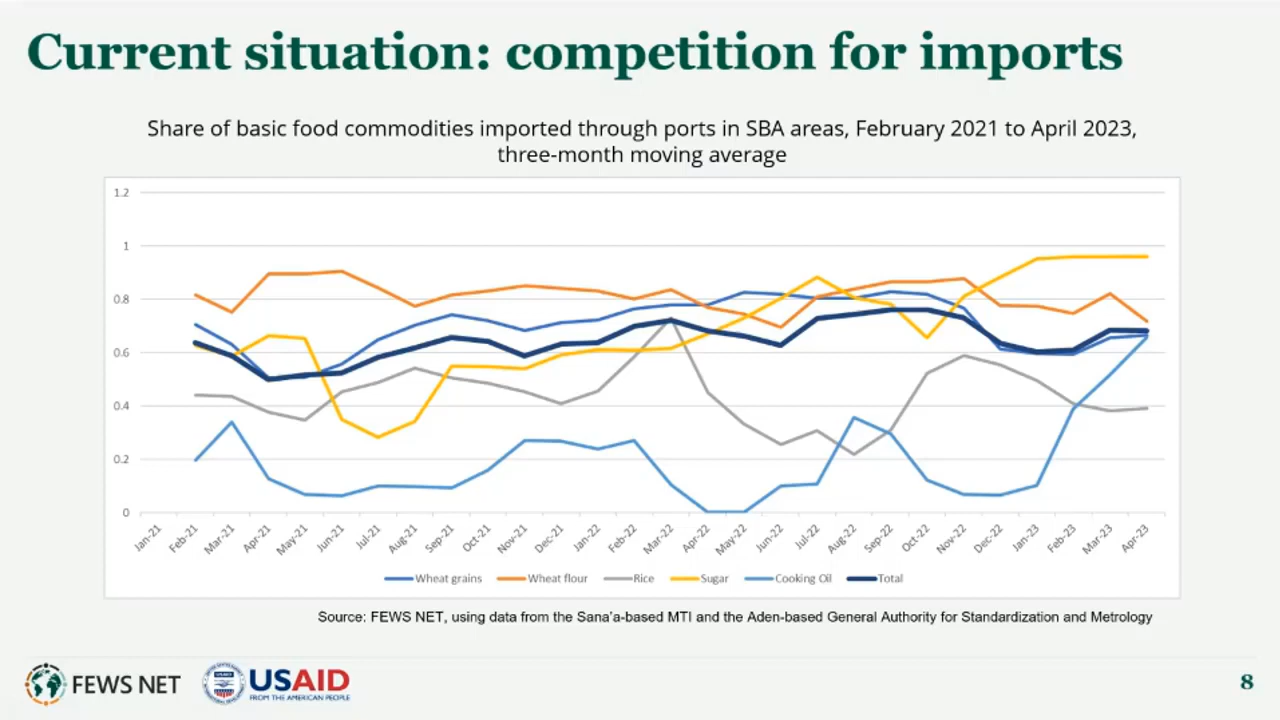 Current situation: competition for imports
Share of basic food commodities imported through ports in SBA areas, February 2021 to April 2023,
three-month moving average
1.2
1
0.8
0.6
0.4
0.2
0
Jan-21
Feb-21
Mar-21
Apr-21
May-21
Jun-21
Jul-21
Aug-21
Sep-21
Oct-21
Nov-21
Dec-21
Jan-22
Feb-22
Mar-22
Apr-22
May-22
Jun-22
Jul-22
Aug-22
Sep-22
Oct-22
Nov-22
Dec-22
Jan-23
Feb-23
Mar-23
Apr-23
Wheat grains Wheat flour Rice Sugar Cooking Oil Total
Source: FEWS NET, using data from the Sana'a-based MTI and the Aden-based General Authority for Standardization and Metrology
FEWS NET
USAID
FROM THE AMERICAN PEOPLE
8